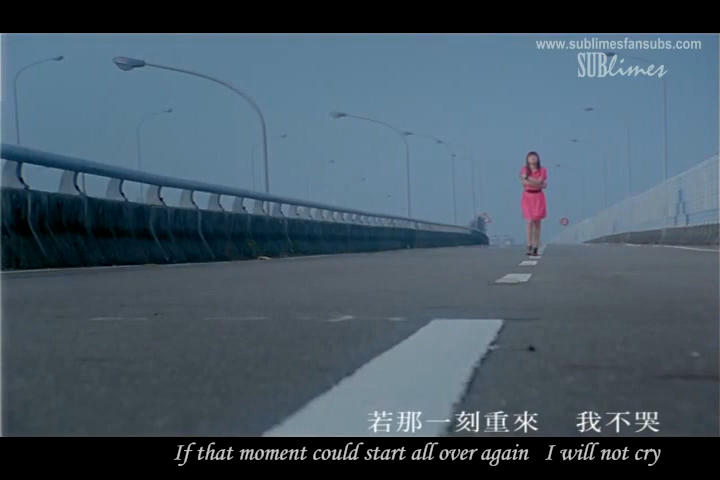 www.sublimesfansubs.com
SUBlimes
若那一刻重來 我不哭
If that moment could start all over again I will not cry